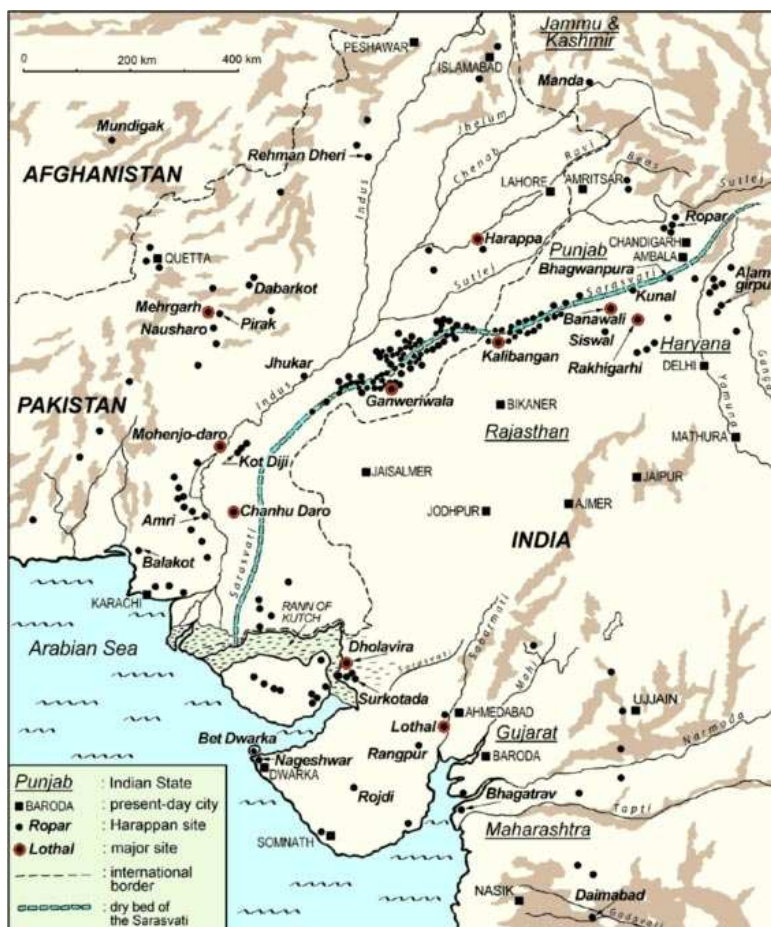 Jammu &
Kashmir
PESHAWAR
ISLAMABAD
0
200 km
400 km
Manda
Mundigak
Jhelum
Rehman Dheri
Chenab
Ravi
Beas
AFGHANISTAN
Indus
LAHORE
AMRITSAR
Sutlej
Ropar
Harappa
Punjab
CHANDIGARH
AMBALA
QUETTA
Sutlej
Bhagwanpura
Alam
girpur
Dabarkot
Sarasvati
Kunal
Mehrgarh
Pirak
Banawali
Nausharo
Siswal
Haryana
Jhukar
Kalibangan
Rakhigarhi
DELHI
Indus
Ganweriwala
Yamuna
Ganga
PAKISTAN
BIKANER
Mohenjo-daro
Rajasthan
MATHURA
Kot Diji
JAISALMER
JAIPUR
Amri
Chanhu Daro
JODHPUR
AJMER
INDIA
Balakot
Sarasvati
KARACHI
RANN OF
KUTCH
Arabian Sea
Dholavira
Sarasvati
Sabarmati
Mahi
Surkotada
AHMEDABAD
UJJAIN
Lothal
Gujarat
Bet Dwarka
Rangpur
BARODA
Narmada
Nageshwar
DWARKA
Rojdi
Bhagatrav
Tapti
Maharashtra
SOMNATH
NASIK
Daimabad
Godavari
Punjab : Indian State
BARODA : present-day city
Ropar : Harappan site
Lothal : major site
: international
border
: dry bed of
the Sarasvati